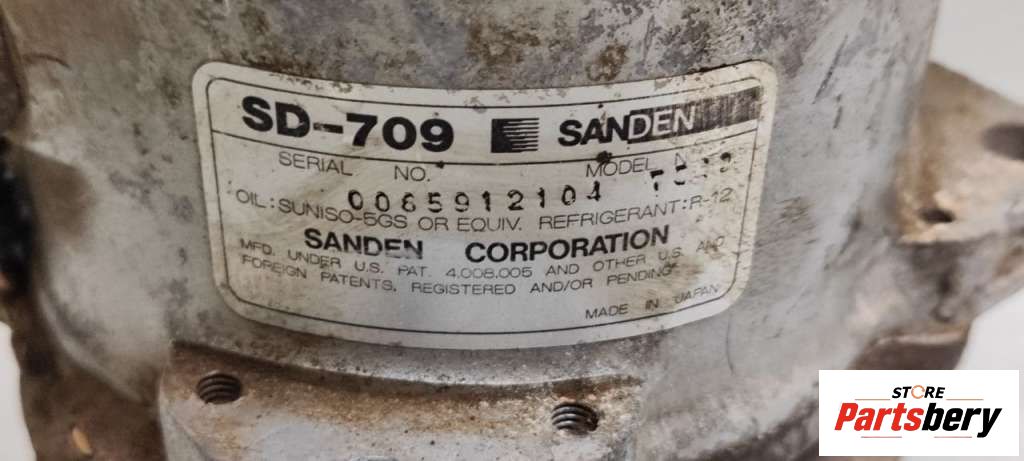 SD-709 SANDEN
SERIAL NO. MODEL
0065912104
OIL: SUNISO-5GS OR EQUIV. REFRIGERANT: R-12
SANDEN CORPORATION
MFD. UNDER U.S. PAT. 4.008.005 AND OTHER U.S. AND
FOREIGN PATENTS, REGISTERED AND/OR PENDING
MADE IN JAPAN
STORE
Partsbery